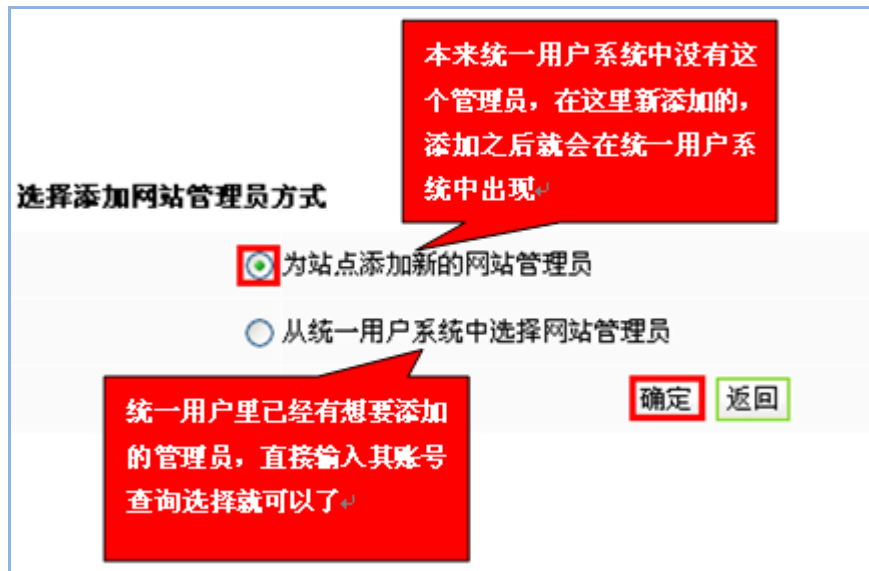 本来统一用户系统中没有这
个管理员，在这里新添加的，
添加之后就会在统一用户系
统中出现↵
选择添加网站管理员方式
为站点添加新的网站管理员
从统一用户系统中选择网站管理员
确定 返回
统一用户里已经有想要添加
的管理员，直接输入其账号
查询选择就可以了↵